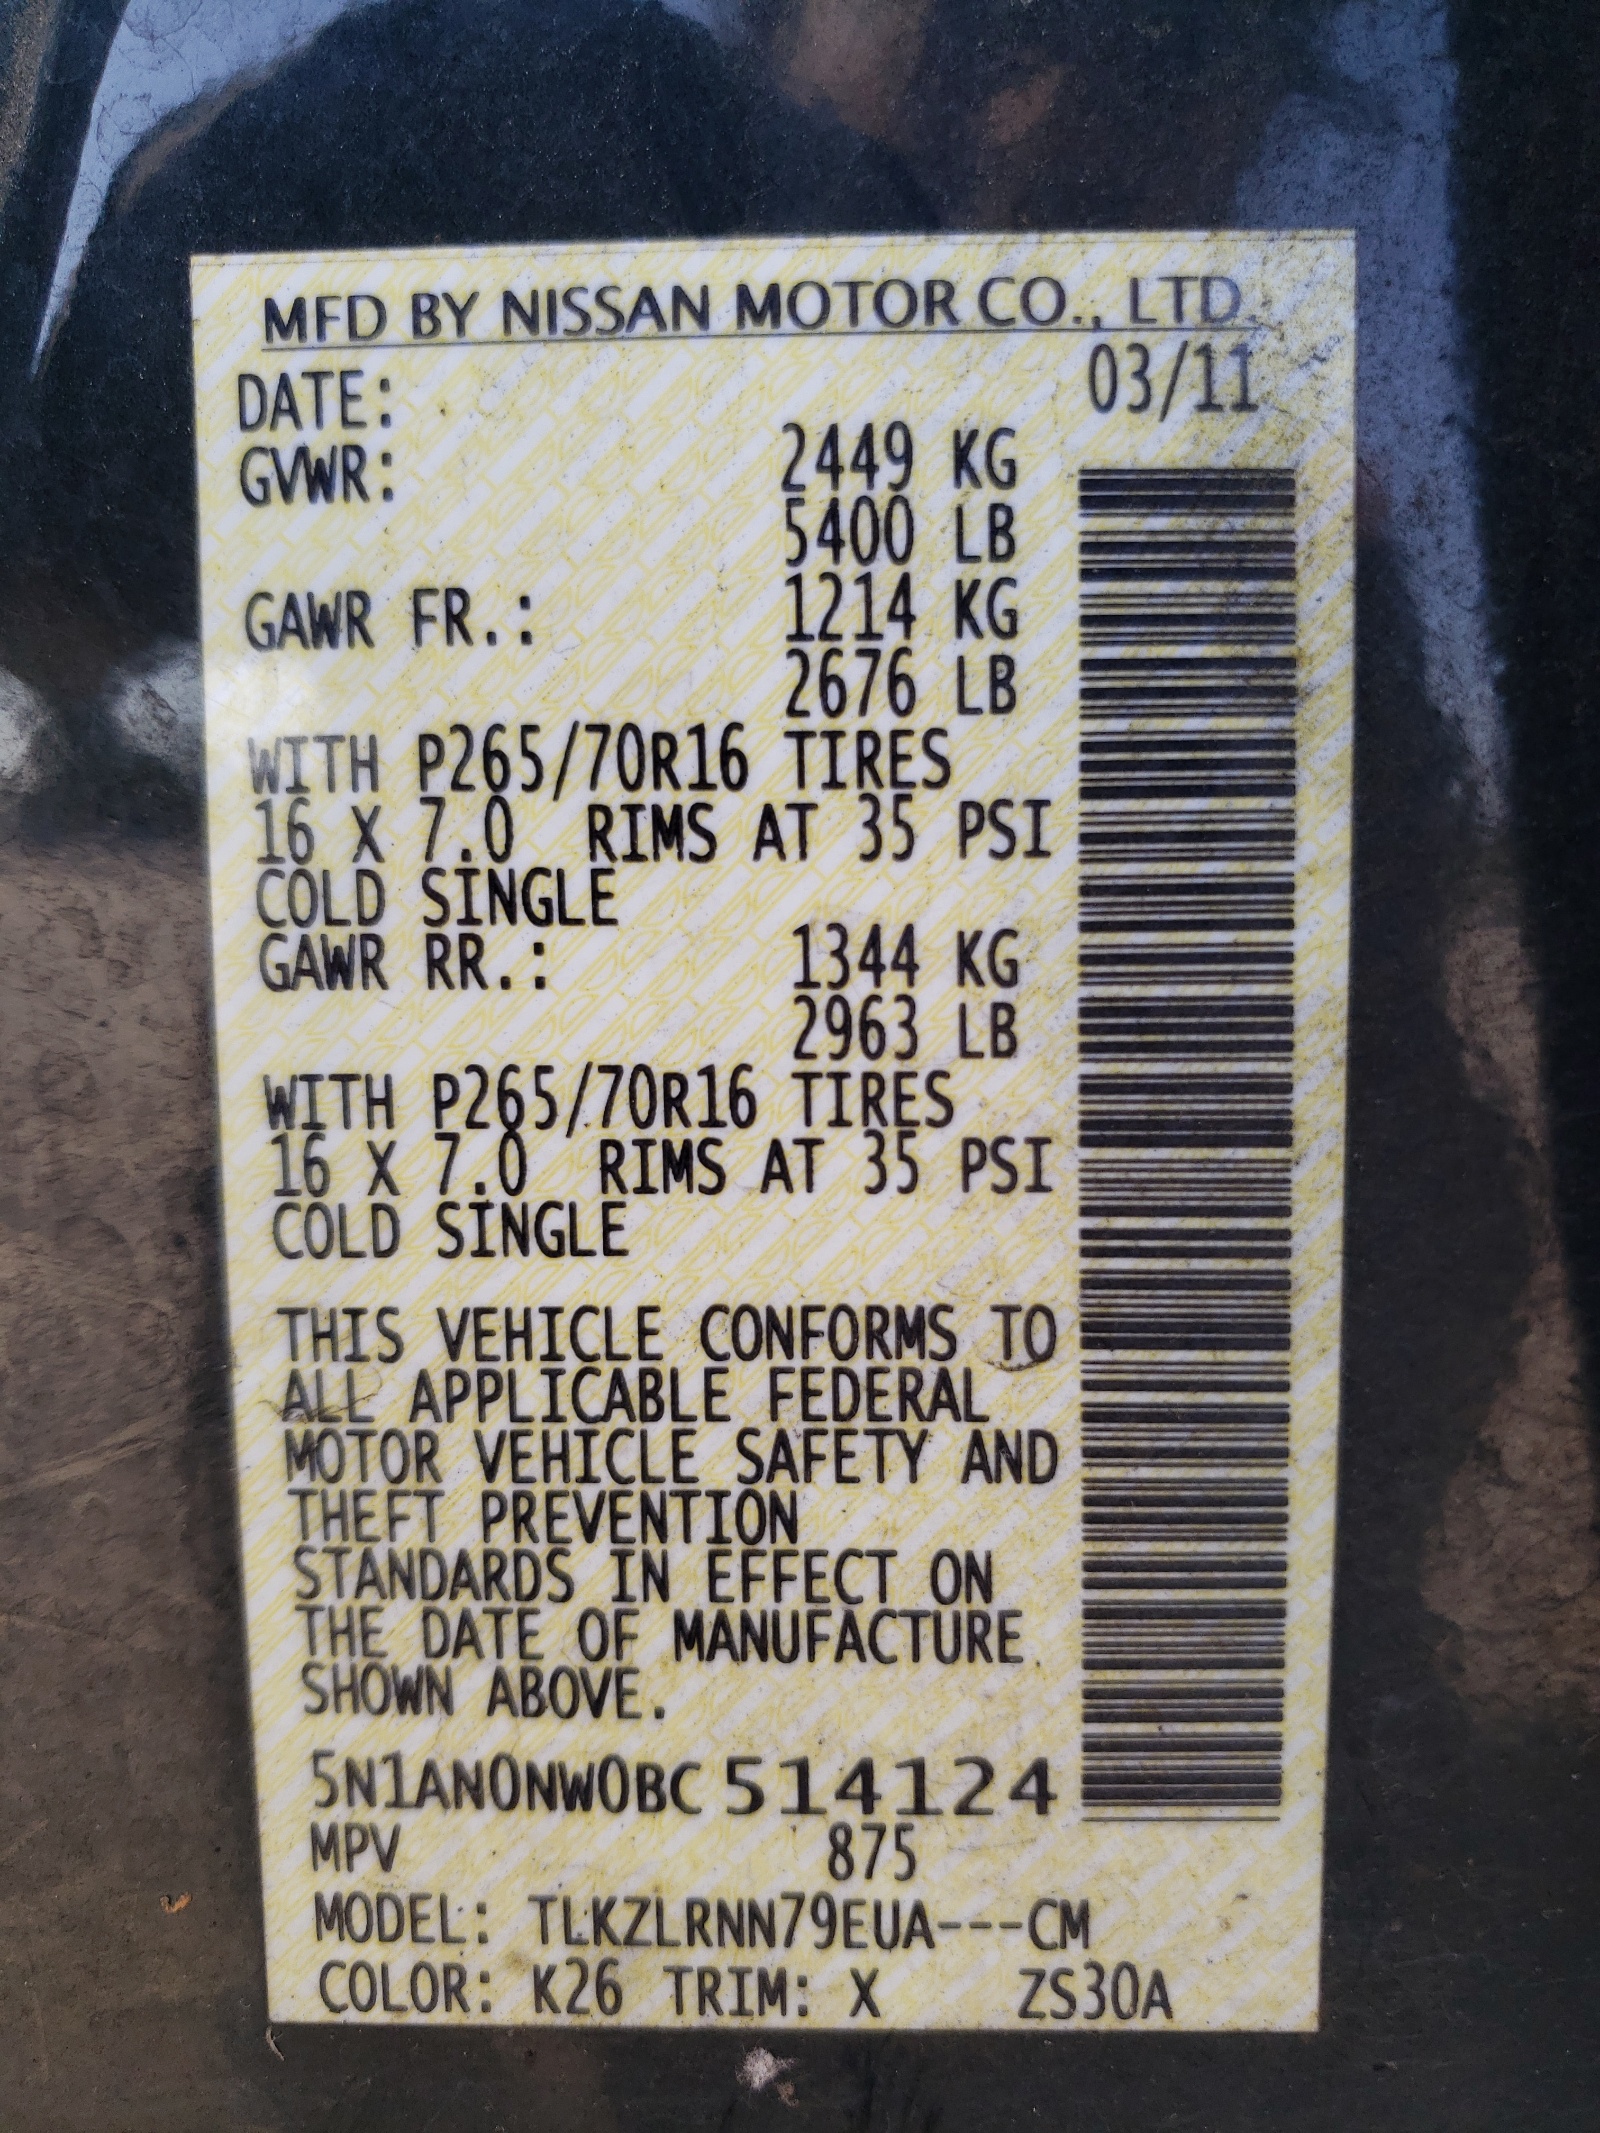 MFD BY NISSAN MOTOR CO., LTD.
DATE: 03/11
GVWR: 2449 KG
5400 LB
GAWR FR.: 1214 KG
2676 LB
WITH P265/70R16 TIRES
16 X 7.0 RIMS AT 35 PSI
COLD SINGLE
GAWR RR.: 1344 KG
2963 LB
WITH P265/70R16 TIRES
16 X 7.0 RIMS AT 35 PSI
COLD SINGLE
THIS VEHICLE CONFORMS TO
ALL APPLICABLE FEDERAL
MOTOR VEHICLE SAFETY AND
THEFT PREVENTION
STANDARDS IN EFFECT ON
THE DATE OF MANUFACTURE
SHOWN ABOVE.
5N1AN0NW0BC514124
MPV 875
MODEL: TLKZLRNN79EUA---CM
COLOR: K26 TRIM: X ZS30A